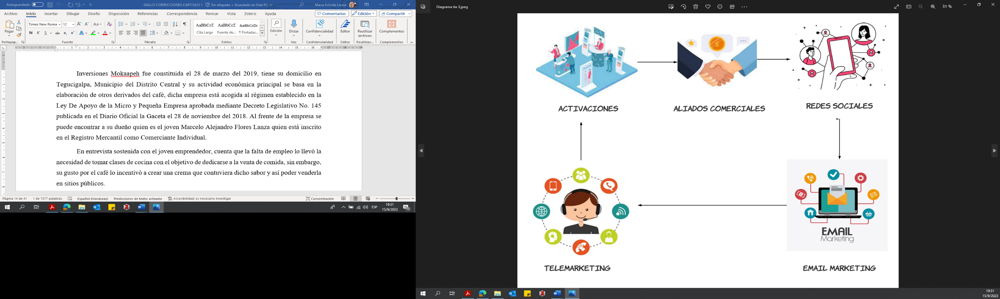 Autoguardado
GALLO CORRECCIONES CAPITULO 1
Sin etiqueta • Guardado en Este PC
Maria Erlinda Lanza
Archivo Inicio Insertar Dibujar Diseño Disposición Referencias Correspondencia Revisar Vista Zotero Ayuda
Comentarios Edición Compartir
Pegar
Times New Roma 12
Aa
N K S ab x₂ x²
AaBbCcE AaBbCcE AaBbCcDc
Cita Larga Fuente de... ¶ Portadas...
Edición
Dictar
Confidencialidad
Editor
Reutilizar archivos
Complementos
Portapap... Fuente Párrafo Estilos Voz Confidencialidad Editor Reutilizar... Complementos
Inversiones Mokaapeh fue constituida el 28 de marzo del 2019, tiene su domicilio en
Tegucigalpa, Municipio del Distrito Central y su actividad económica principal se basa en la
elaboración de otros derivados del café, dicha empresa está acogida al régimen establecido en la
Ley De Apoyo de la Micro y Pequeña Empresa aprobada mediante Decreto Legislativo No. 145
publicada en el Diario Oficial la Gaceta el 28 de noviembre del 2018. Al frente de la empresa se
puede encontrar a su dueño quien es el joven Marcelo Alejandro Flores Lanza quien está inscrito
en el Registro Mercantil como Comerciante Individual.
En entrevista sostenida con el joven emprendedor, cuenta que la falta de empleo lo llevó la
necesidad de tomar clases de cocina con el objetivo de dedicarse a la venta de comida, sin embargo,
su gusto por el café lo incentivó a crear una crema que contuviera dicho sabor y así poder venderla
en sitios públicos.
Página 14 de 41 1 de 7577 palabras Español (Honduras) Predicciones de texto: activado Accesibilidad: es necesario investigar
Concentración
ESP
19:31
15/9/2023
13
Diagrama tia 3.jpeg
31 %
ACTIVACIONES
ALIADOS COMERCIALES
REDES SOCIALES
EMAIL
Marketing
TELEMARKETING
EMAIL MARKETING
19:31
15/9/2023